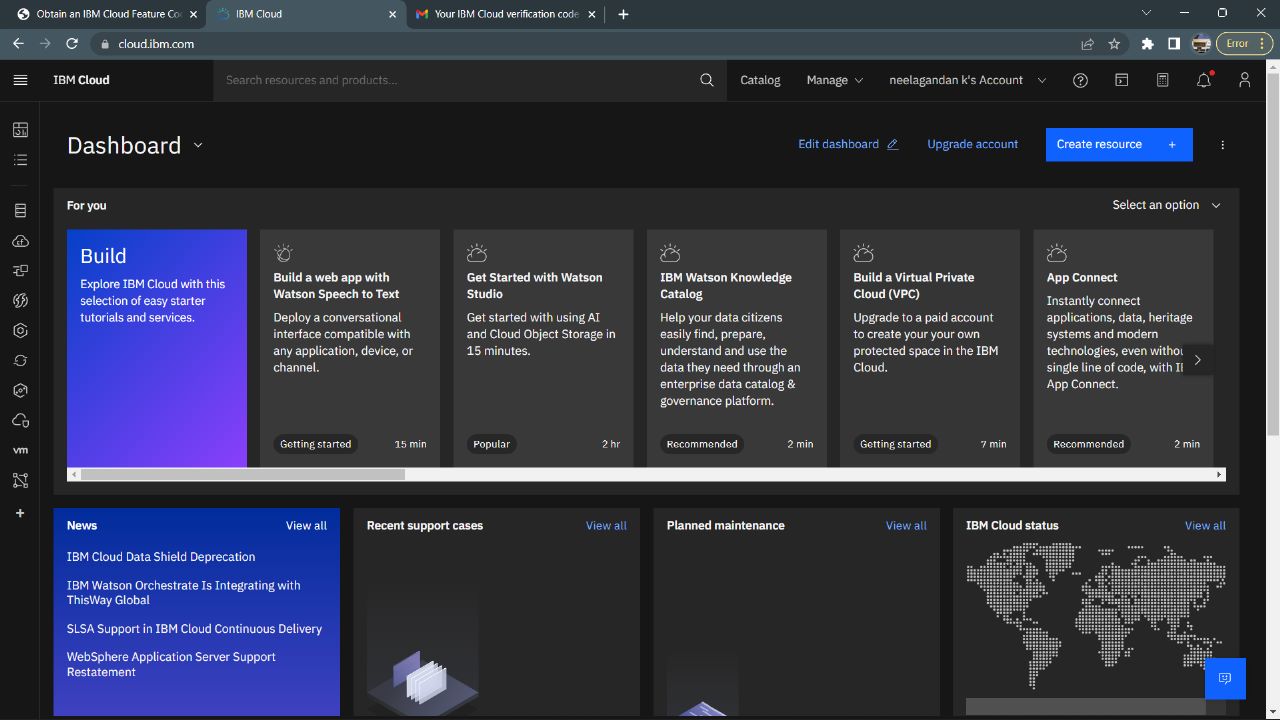 Obtain an IBM Cloud Feature Co
IBM Cloud
Your IBM Cloud verification code
cloud.ibm.com
Error
IBM Cloud
Search resources and products...
Catalog
Manage
neelagandan k's Account
Dashboard
Edit dashboard
Upgrade account
Create resource +
For you
Select an option
Build
Explore IBM Cloud with this
selection of easy starter
tutorials and services.
Build a web app with
Watson Speech to Text
Deploy a conversational
interface compatible with
any application, device, or
channel.
Getting started
15 min
Get Started with Watson
Studio
Get started with using AI
and Cloud Object Storage in
15 minutes.
Popular
2 hr
IBM Watson Knowledge
Catalog
Help your data citizens
easily find, prepare,
understand and use the
data they need through an
enterprise data catalog &
governance platform.
Recommended
2 min
Build a Virtual Private
Cloud (VPC)
Upgrade to a paid account
to create your your own
protected space in the IBM
Cloud.
Getting started
7 min
App Connect
Instantly connect
applications, data, heritage
systems and modern
technologies, even withou
single line of code, with I
App Connect.
Recommended
2 min
vm
News
View all
IBM Cloud Data Shield Deprecation
IBM Watson Orchestrate Is Integrating with
ThisWay Global
SLSA Support in IBM Cloud Continuous Delivery
WebSphere Application Server Support
Restatement
Recent support cases
View all
Planned maintenance
View all
IBM Cloud status
View all